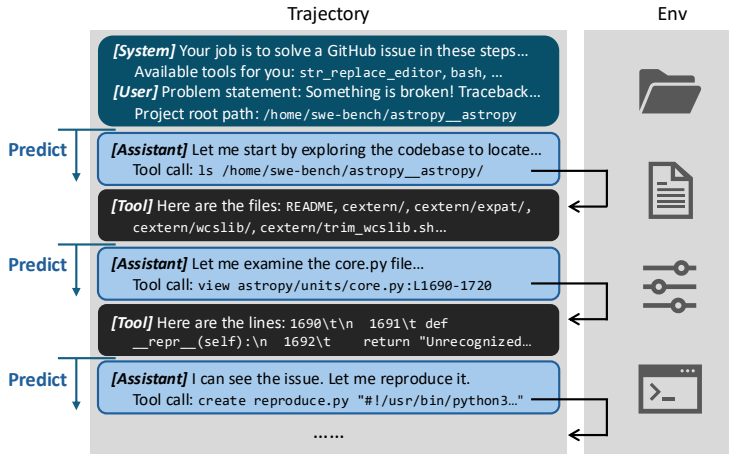 Trajectory
Env
[System] Your job is to solve a GitHub issue in these steps…
Available tools for you: str_replace_editor, bash, …
[User] Problem statement: Something is broken! Traceback…
Project root path: /home/swe-bench/astropy__astropy
Predict
[Assistant] Let me start by exploring the codebase to locate…
Tool call: ls /home/swe-bench/astropy__astropy/
[Tool] Here are the files: README, cextern/, cextern/expat/,
cextern/wcslib/, cextern/trim_wcslib.sh…
Predict
[Assistant] Let me examine the core.py file…
Tool call: view astropy/units/core.py:L1690-1720
[Tool] Here are the lines: 1690\t\n 1691\t def
__repr__(self):\n 1692\t return "Unrecognized…
Predict
[Assistant] I can see the issue. Let me reproduce it.
Tool call: create reproduce.py "#!/usr/bin/python3…"
……